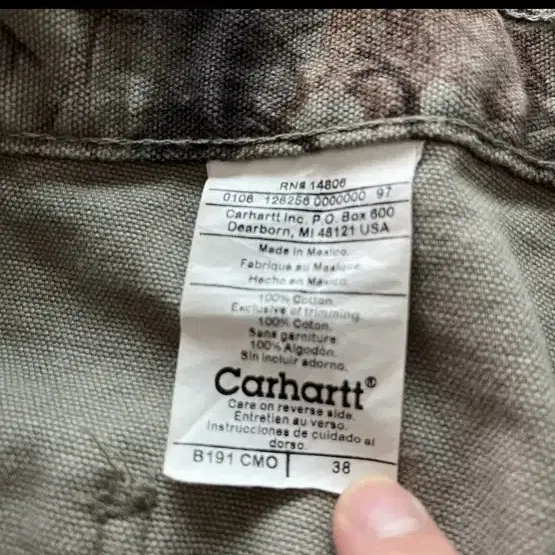 RN# 14806
0106 126256 0000000 97
Carhartt Inc. P.O. Box 600
Dearborn, MI 48121 USA
Made in Mexico.
Fabriqué au Mexique.
Hecho en México.
100% Cotton.
Exclusive of trimming.
100% Coton.
Sans garniture.
100% Algodón.
Sin incluir adorno.
Carhartt®
Care on reverse side.
Entretien au verso.
Instrucciones de cuidado al
dorso.
B191 CMO 38